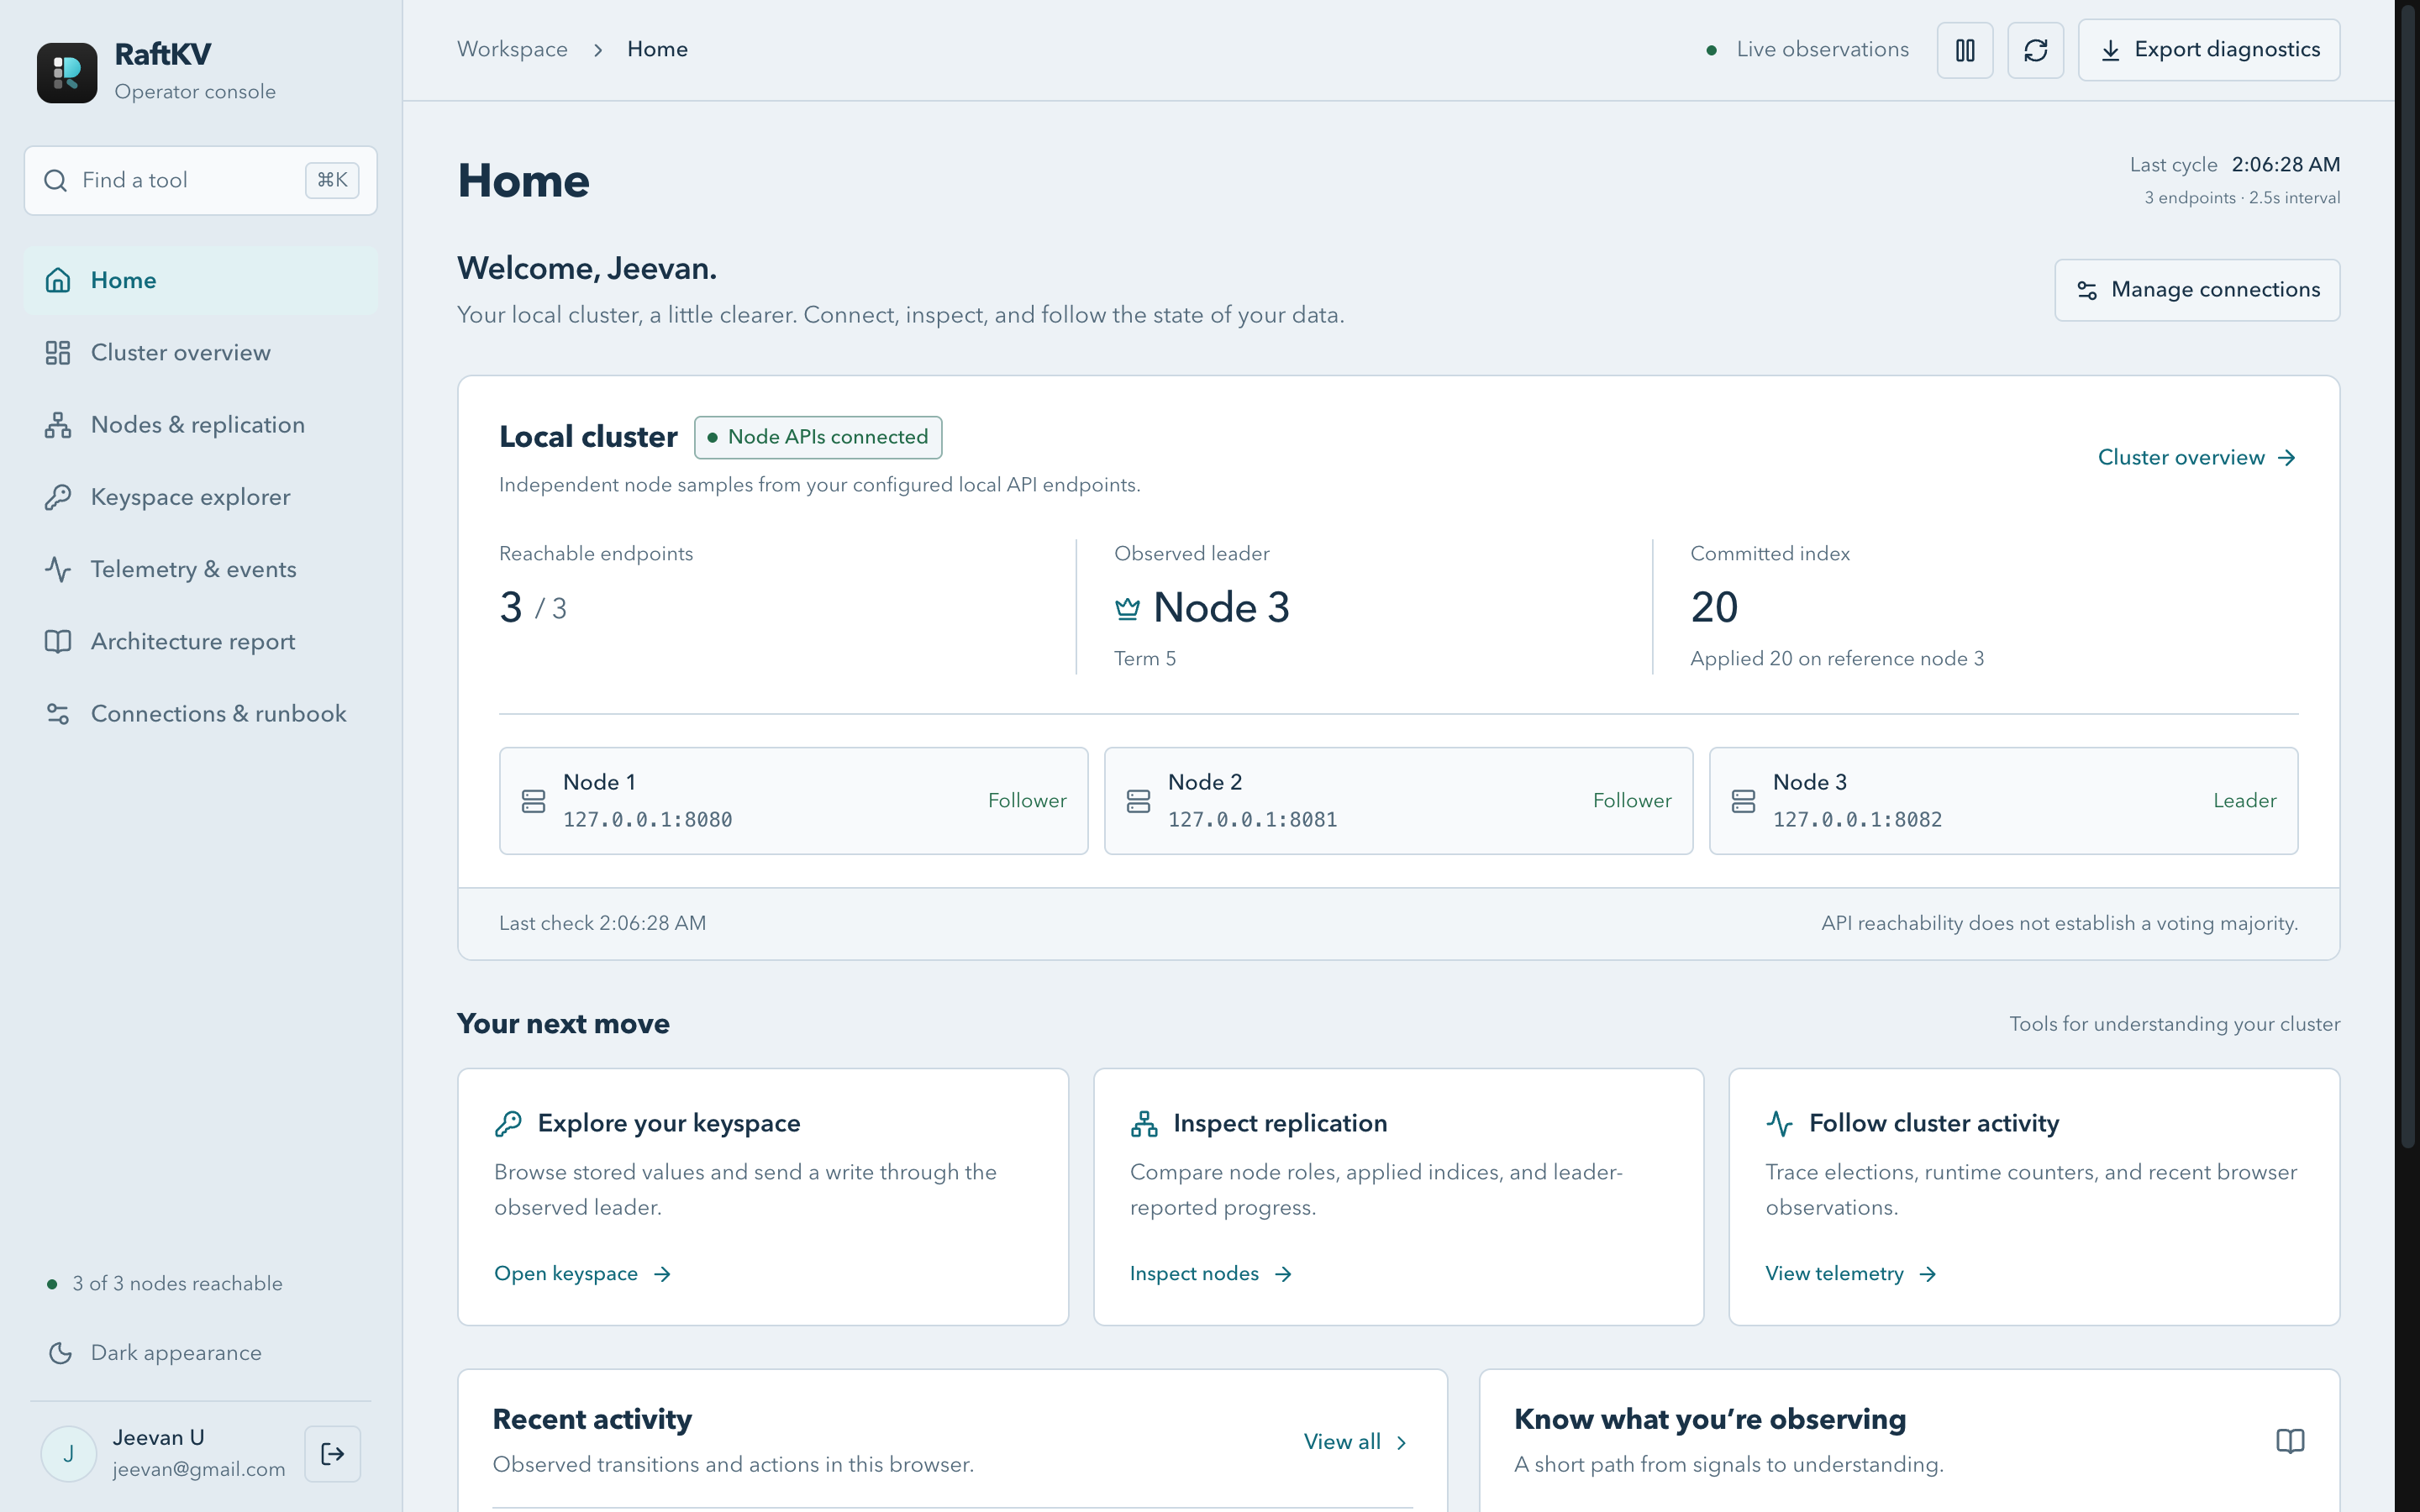 RaftKV
Operator console
Find a tool
⌘K
Home
Cluster overview
Nodes & replication
Keyspace explorer
Telemetry & events
Architecture report
Connections & runbook
3 of 3 nodes reachable
Dark appearance
J
Jeevan U
jeevan@gmail.com
Workspace
Home
Live observations
Export diagnostics
Home
Last cycle 2:06:28 AM
3 endpoints · 2.5s interval
Welcome, Jeevan.
Your local cluster, a little clearer. Connect, inspect, and follow the state of your data.
Manage connections
Local cluster
Node APIs connected
Independent node samples from your configured local API endpoints.
Cluster overview
Reachable endpoints
3 / 3
Observed leader
Node 3
Term 5
Committed index
20
Applied 20 on reference node 3
Node 1
127.0.0.1:8080
Follower
Node 2
127.0.0.1:8081
Follower
Node 3
127.0.0.1:8082
Leader
Last check 2:06:28 AM
API reachability does not establish a voting majority.
Your next move
Tools for understanding your cluster
Explore your keyspace
Browse stored values and send a write through the
observed leader.
Open keyspace
Inspect replication
Compare node roles, applied indices, and leader-
reported progress.
Inspect nodes
Follow cluster activity
Trace elections, runtime counters, and recent browser
observations.
View telemetry
Recent activity
Observed transitions and actions in this browser.
View all
Know what you’re observing
A short path from signals to understanding.